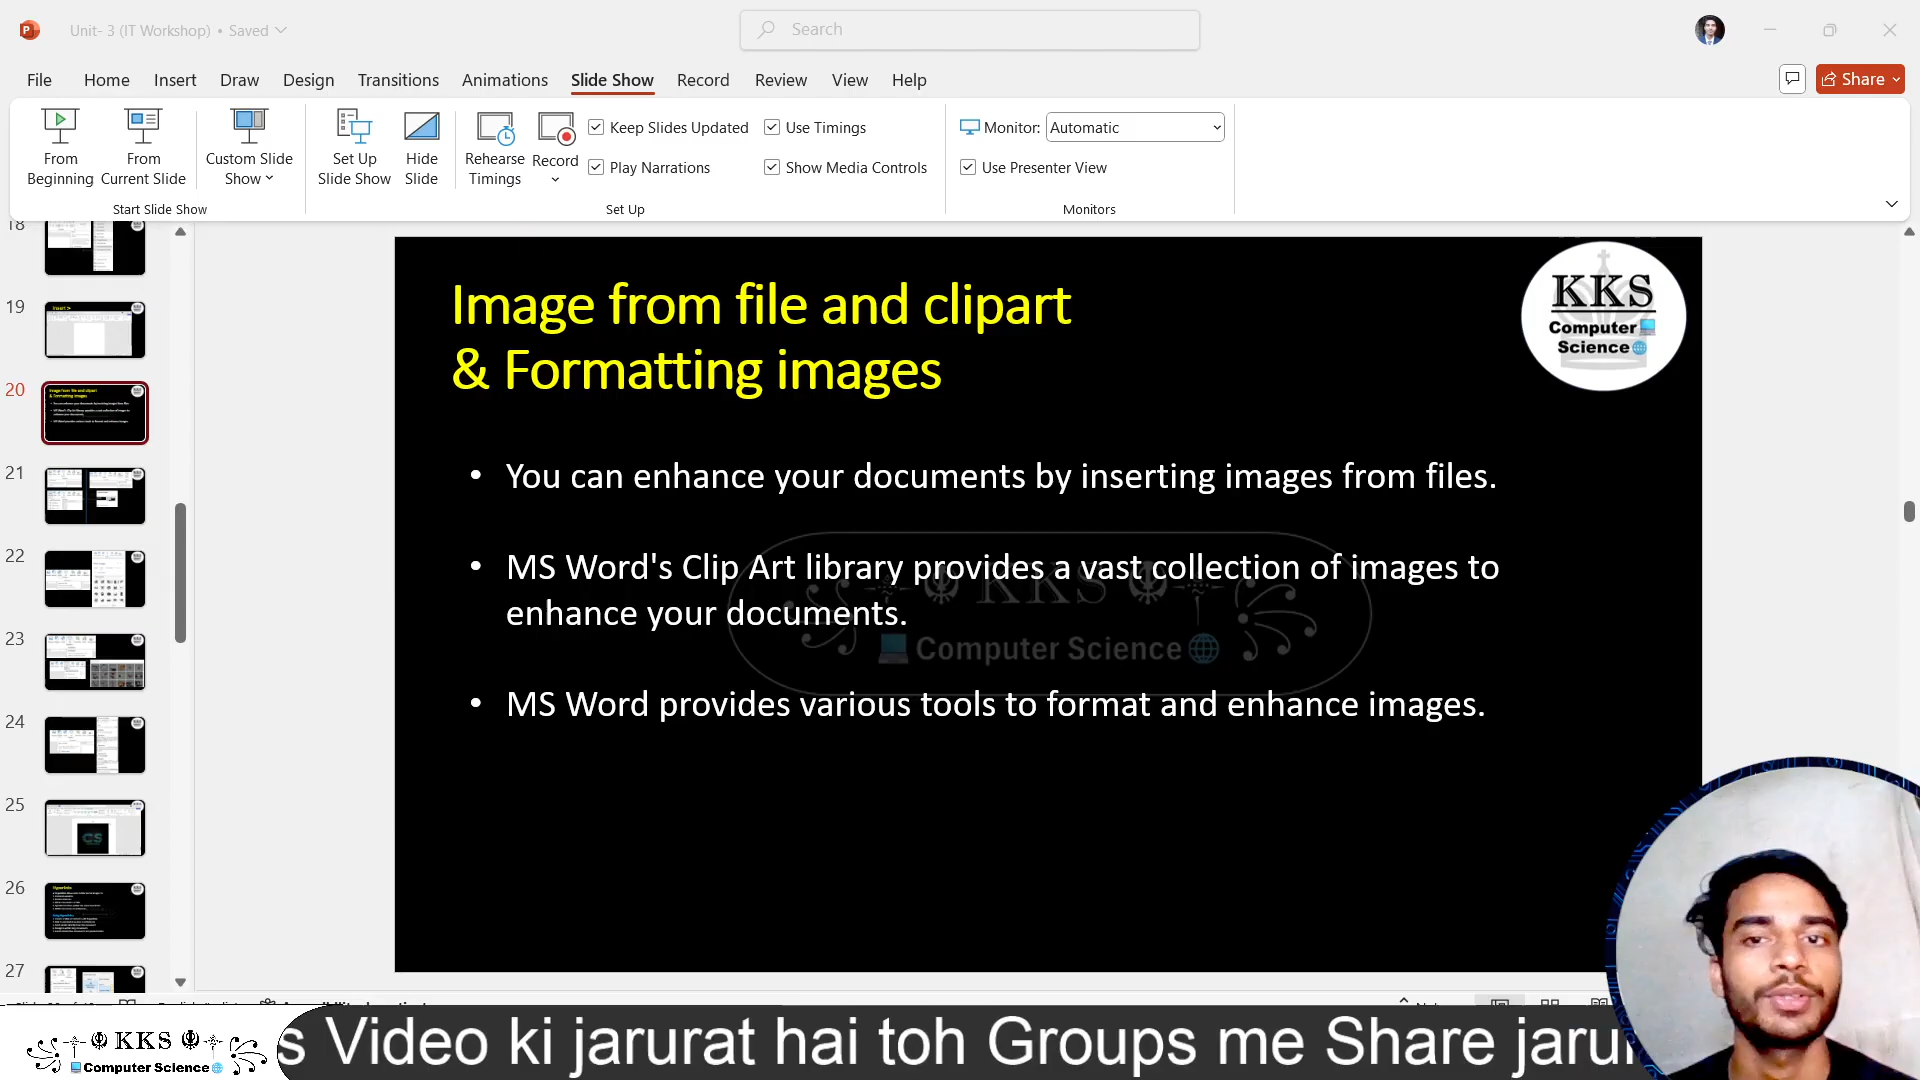 Unit- 3 (IT Workshop) • Saved
Search
File Home Insert Draw Design Transitions Animations Slide Show Record Review View Help
Share
From Beginning
From Current Slide
Custom Slide Show
Set Up Slide Show
Hide Slide
Rehearse Timings
Record
Keep Slides Updated
Use Timings
Play Narrations
Show Media Controls
Monitor: Automatic
Use Presenter View
Start Slide Show
Set Up
Monitors
18
19
20
21
22
23
24
25
26
27
Image from file and clipart
& Formatting images
KKS
Computer
Science
• You can enhance your documents by inserting images from files.
• MS Word's Clip Art library provides a vast collection of images to
enhance your documents.
• MS Word provides various tools to format and enhance images.
KKS
Computer Science
KKS
Computer Science
s Video ki jarurat hai toh Groups me Share jarur